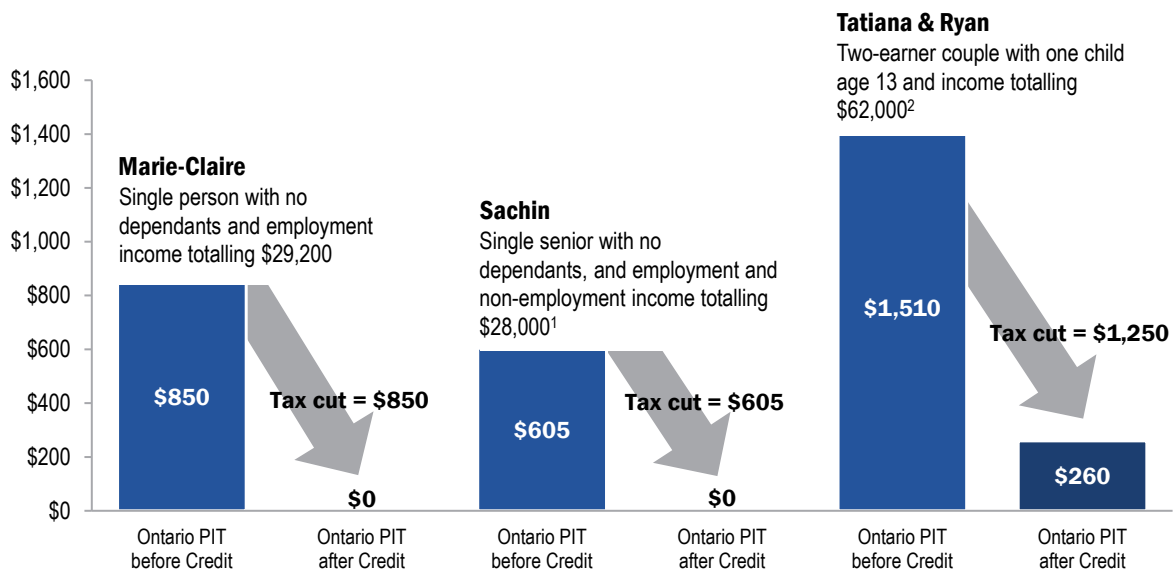 Tatiana & Ryan
Two-earner couple with one child
age 13 and income totalling
$62,000²
$1,600
$1,400
$1,200
$1,000
$800
$600
$400
$200
$0
Marie-Claire
Single person with no
dependants and employment
income totalling $29,200
Sachin
Single senior with no
dependants, and employment and
non-employment income totalling
$28,000¹
$850
Tax cut = $850
$0
$605
Tax cut = $605
$0
$1,510
Tax cut = $1,250
$260
Ontario PIT
before Credit
Ontario PIT
after Credit
Ontario PIT
before Credit
Ontario PIT
after Credit
Ontario PIT
before Credit
Ontario PIT
after Credit